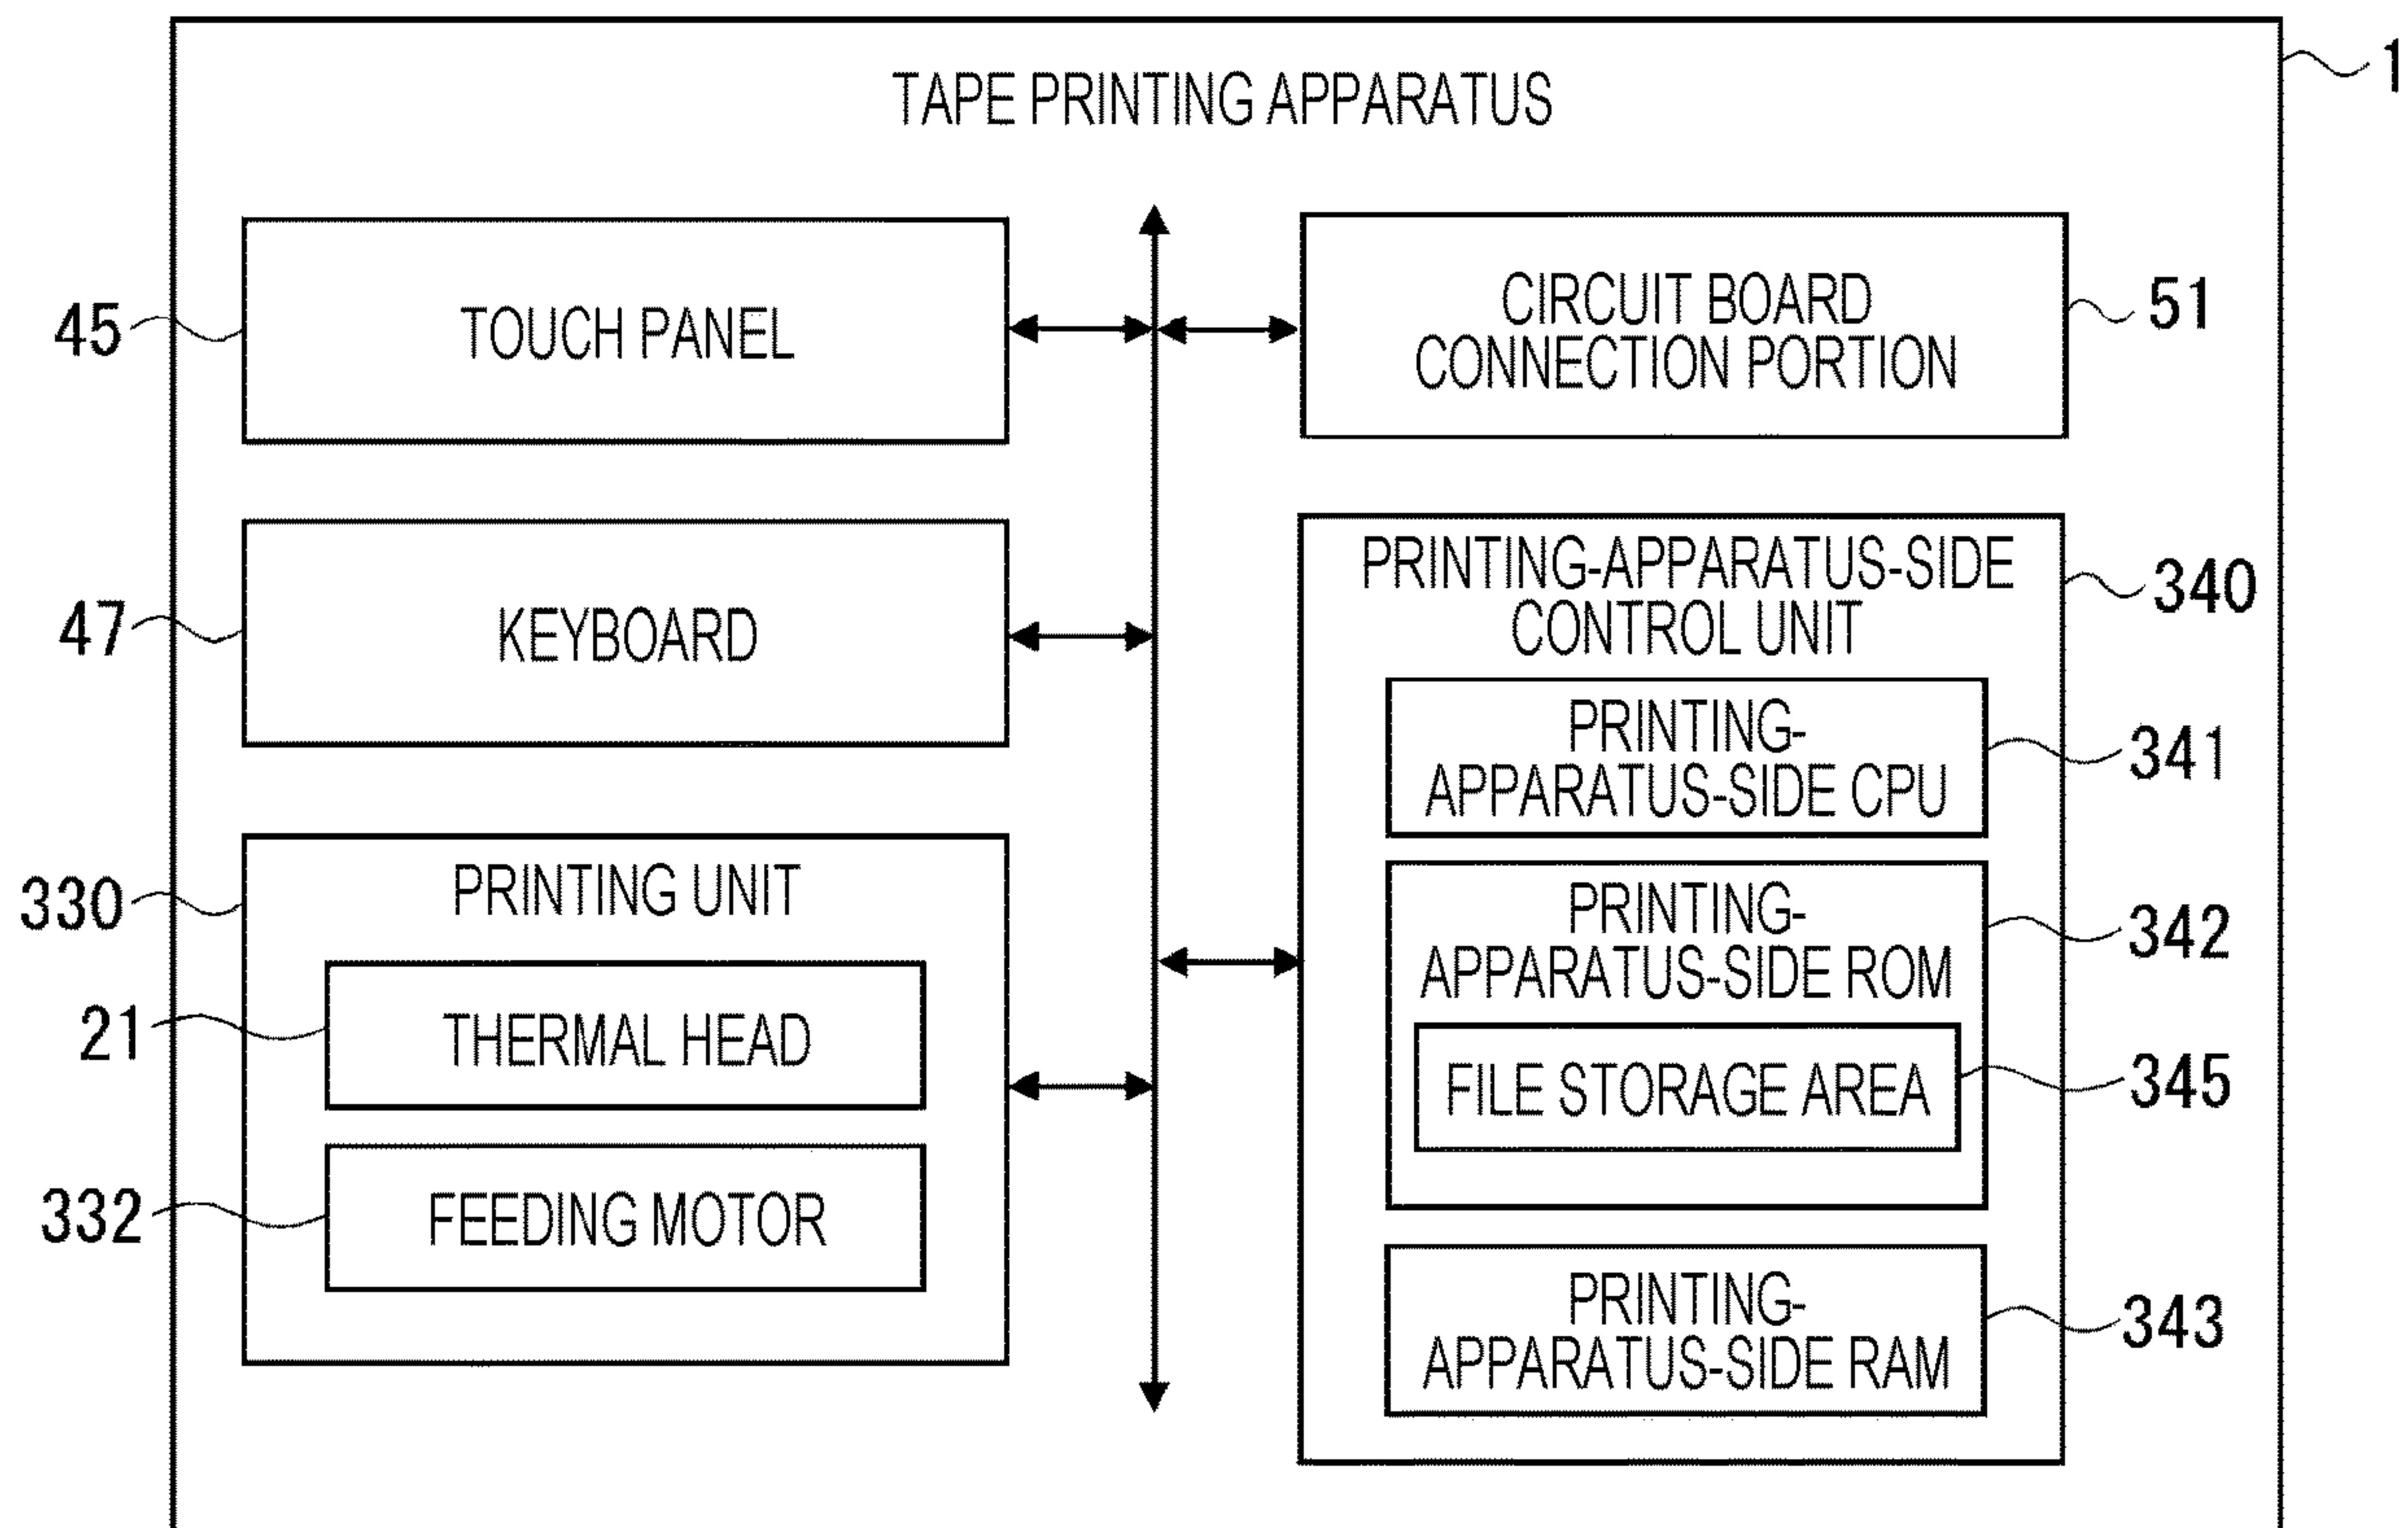 TAPE PRINTING APPARATUS
1
45
TOUCH PANEL
CIRCUIT BOARD
CONNECTION PORTION
51
47
KEYBOARD
PRINTING-APPARATUS-SIDE
CONTROL UNIT
340
PRINTING-
APPARATUS-SIDE CPU
341
330
PRINTING UNIT
PRINTING-
APPARATUS-SIDE ROM
342
21
THERMAL HEAD
FILE STORAGE AREA
345
332
FEEDING MOTOR
PRINTING-
APPARATUS-SIDE RAM
343